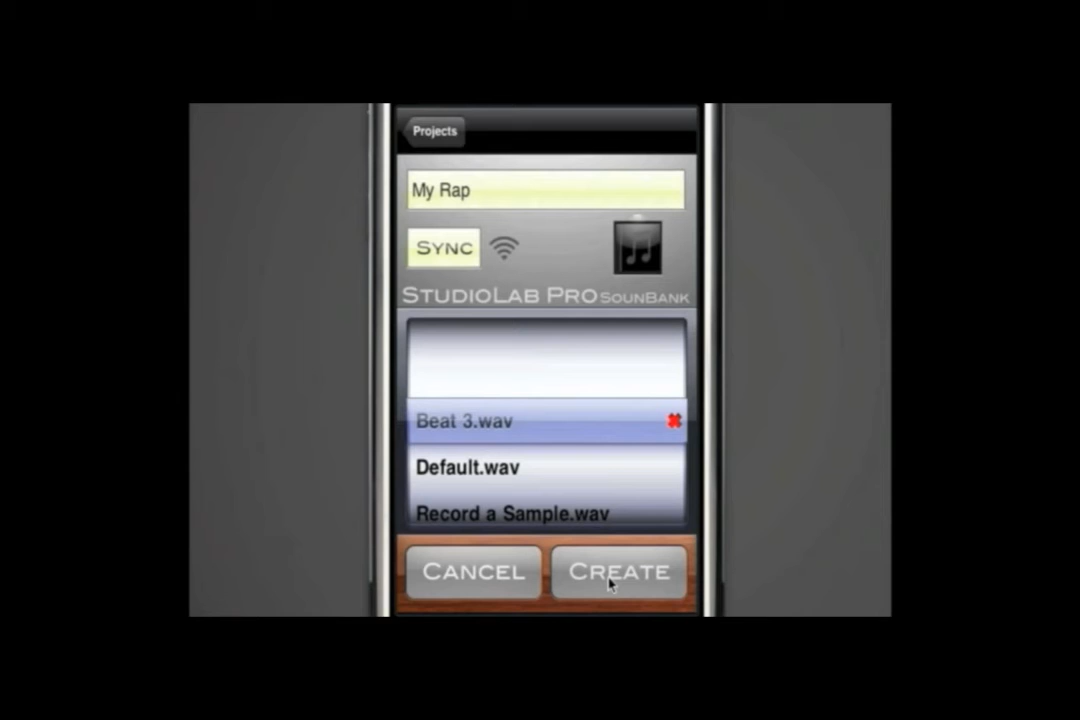 Projects
My Rap
SYNC
STUDIOLAB PRO SOUNBANK
Beat 3.wav
Default.wav
Record a Sample.wav
CANCEL CREATE